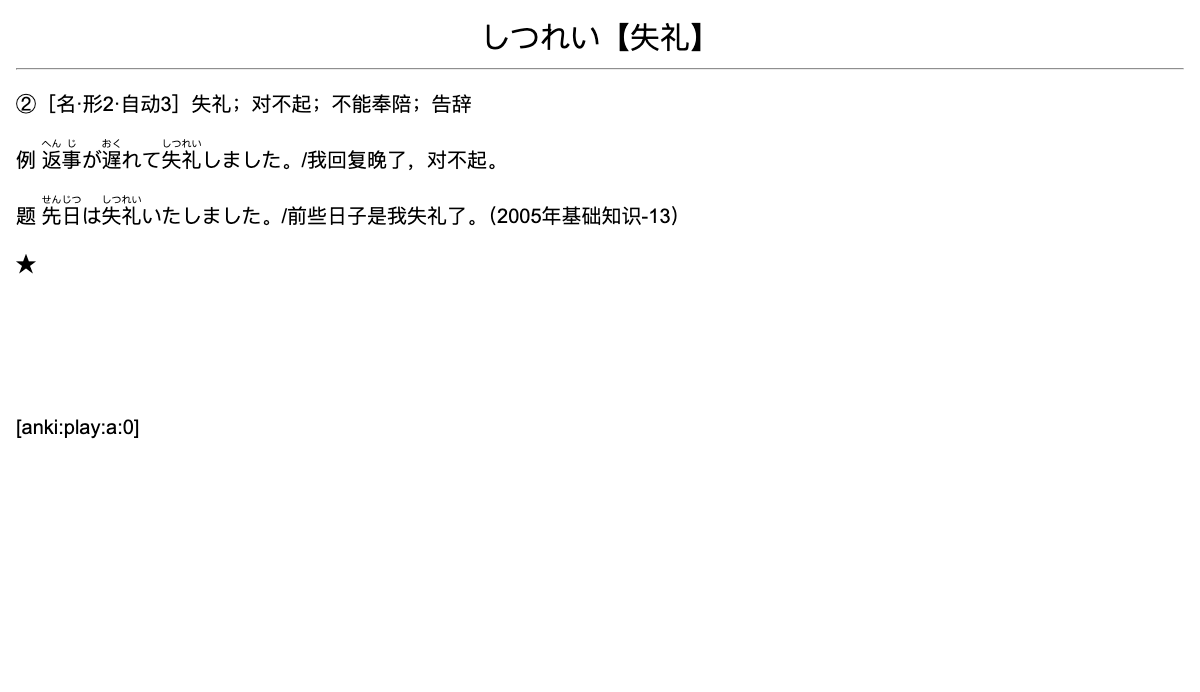 しつれい【失礼】
②［名·形2·自动3］失礼；对不起；不能奉陪；告辞
へん じ おく しつれい
例 返事が遅れて失礼しました。/我回复晚了，对不起。
せんじつ しつれい
题 先日は失礼いたしました。/前些日子是我失礼了。（2005年基础知识-13）
★
[anki:play:a:0]